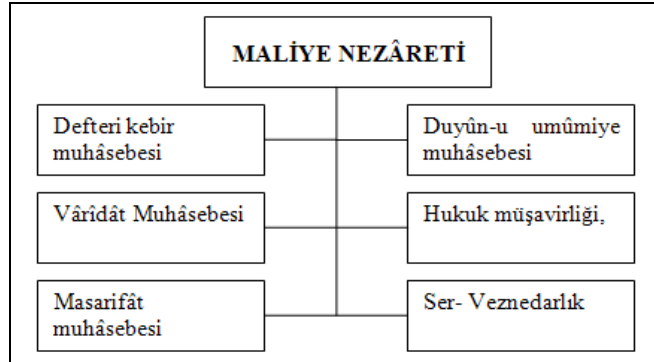 MALİYE NEZÂRETİ
Defteri kebir
muhâsebesi
Duyûn-u umûmiye
muhâsebesi
Vârîdât Muhâsebesi
Hukuk müşavirliği,
Masarifât
muhâsebesi
Ser- Veznedarlık